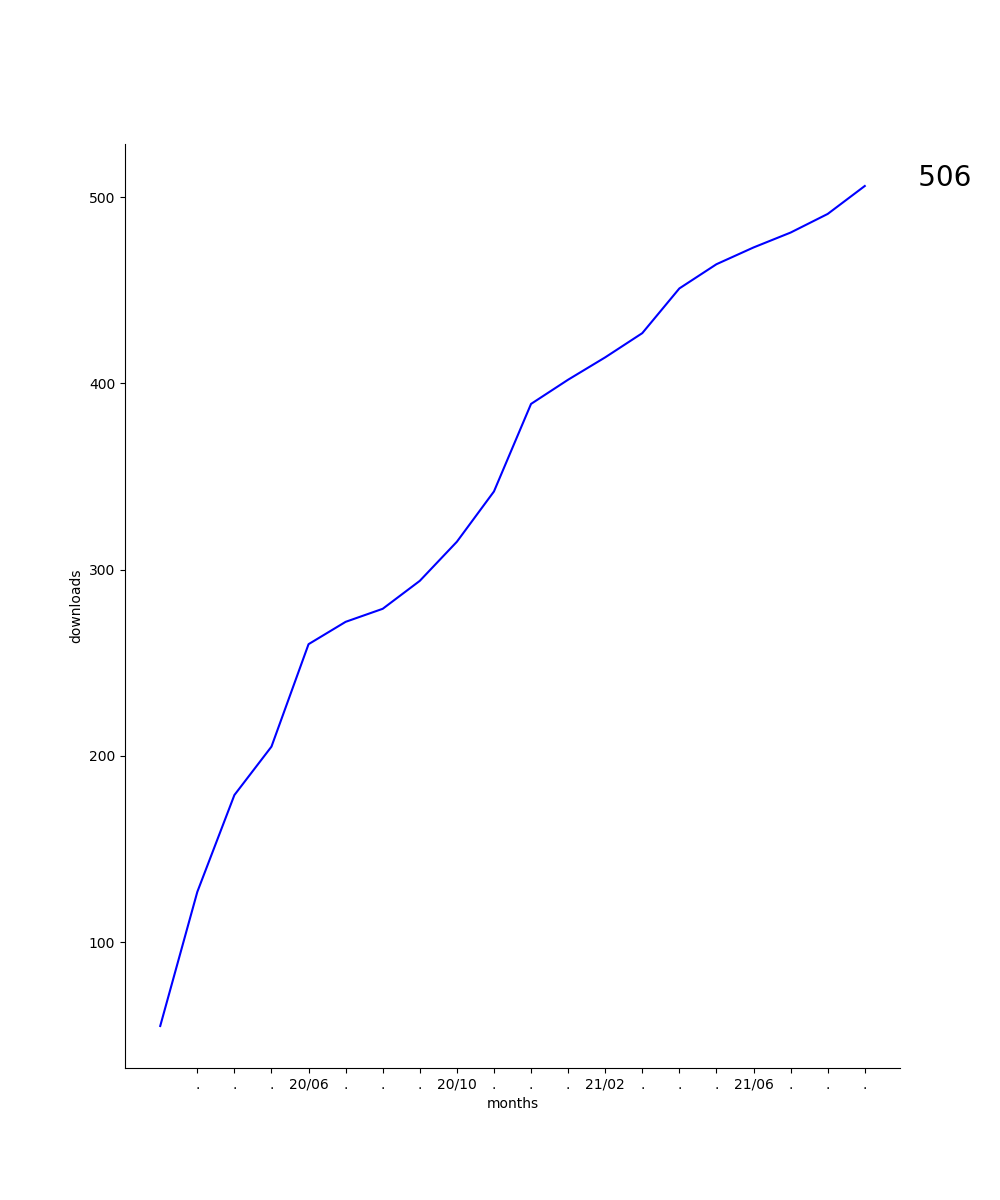 506
500
400
300
200
100
downloads
. . . 20/06 . . . 20/10 . . . 21/02 . . . 21/06 . . .
months